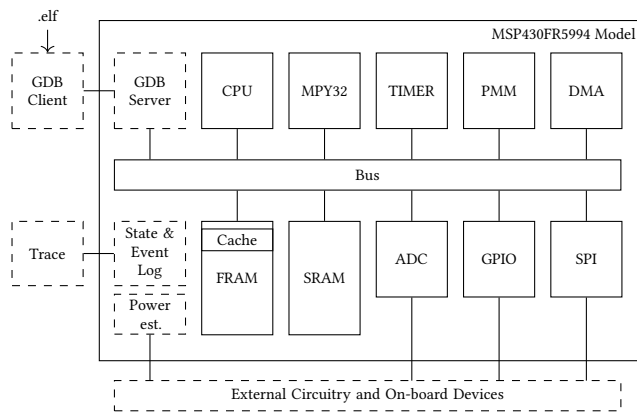 .elf
MSP430FR5994 Model
GDB
Client
GDB
Server
CPU
MPY32
TIMER
PMM
DMA
Bus
Trace
State &
Event
Log
Cache
FRAM
SRAM
ADC
GPIO
SPI
Power
est.
External Circuitry and On-board Devices